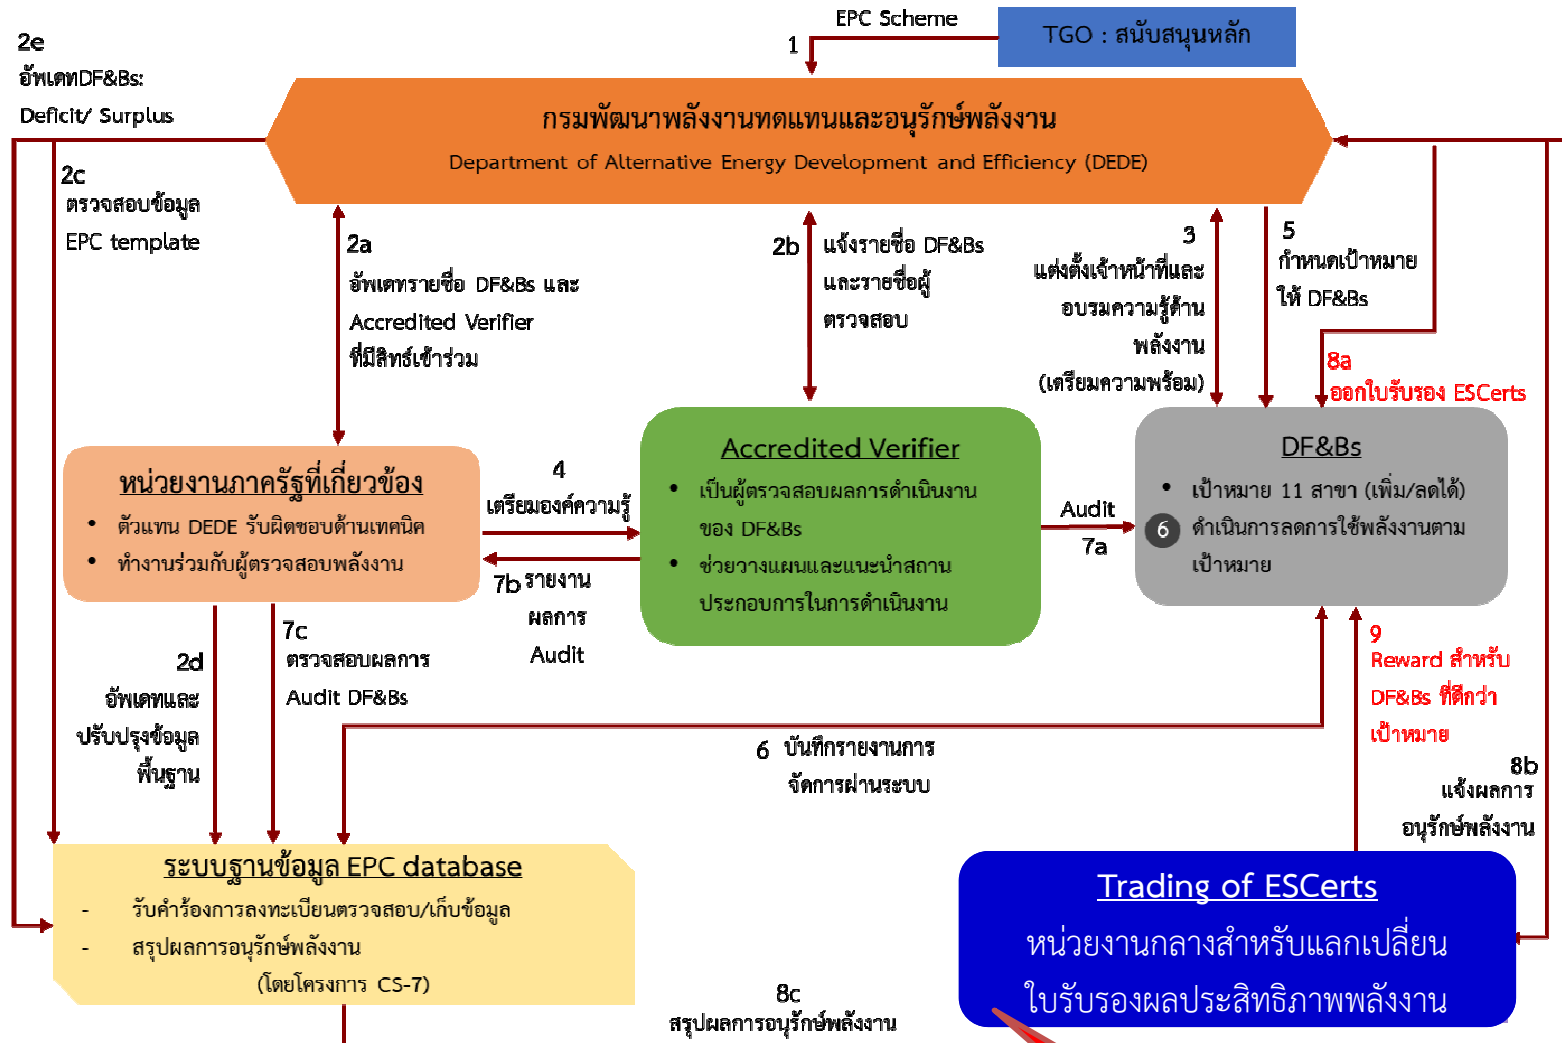 EPC Scheme
1
TGO : สนับสนุนหลัก
2e
อัพเดทDF&Bs:
Deficit/ Surplus
กรมพัฒนาพลังงานทดแทนและอนุรักษ์พลังงาน
Department of Alternative Energy Development and Efficiency (DEDE)
2c
ตรวจสอบข้อมูล
EPC template
2a
อัพเดทรายชื่อ DF&Bs และ
Accredited Verifier
ที่มีสิทธ์เข้าร่วม
2b
แจ้งรายชื่อ DF&Bs
และรายชื่อผู้
ตรวจสอบ
3
แต่งตั้งเจ้าหน้าที่และ
อบรมความรู้ด้าน
พลังงาน
(เตรียมความพร้อม)
5
กำหนดเป้าหมาย
ให้ DF&Bs
8a
ออกใบรับรอง ESCerts
หน่วยงานภาครัฐที่เกี่ยวข้อง
• ตัวแทน DEDE รับผิดชอบด้านเทคนิค
• ทำงานร่วมกับผู้ตรวจสอบพลังงาน
4
เตรียมองค์ความรู้
7b รายงาน
ผลการ
Audit
Accredited Verifier
• เป็นผู้ตรวจสอบผลการดำเนินงาน
ของ DF&Bs
• ช่วยวางแผนและแนะนำสถาน
ประกอบการในการดำเนินงาน
Audit
7a
DF&Bs
• เป้าหมาย 11 สาขา (เพิ่ม/ลดได้)
6 ดำเนินการลดการใช้พลังงานตาม
เป้าหมาย
2d
อัพเดทและ
ปรับปรุงข้อมูล
พื้นฐาน
7c
ตรวจสอบผลการ
Audit DF&Bs
6 บันทึกรายงานการ
จัดการผ่านระบบ
9
Reward สำหรับ
DF&Bs ที่ดีกว่า
เป้าหมาย
8b
แจ้งผลการ
อนุรักษ์พลังงาน
ระบบฐานข้อมูล EPC database
- รับคำร้องการลงทะเบียนตรวจสอบ/เก็บข้อมูล
- สรุปผลการอนุรักษ์พลังงาน
(โดยโครงการ CS-7)
8c
สรุปผลการอนุรักษ์พลังงาน
Trading of ESCerts
หน่วยงานกลางสำหรับแลกเปลี่ยน
ใบรับรองผลประสิทธิภาพพลังงาน